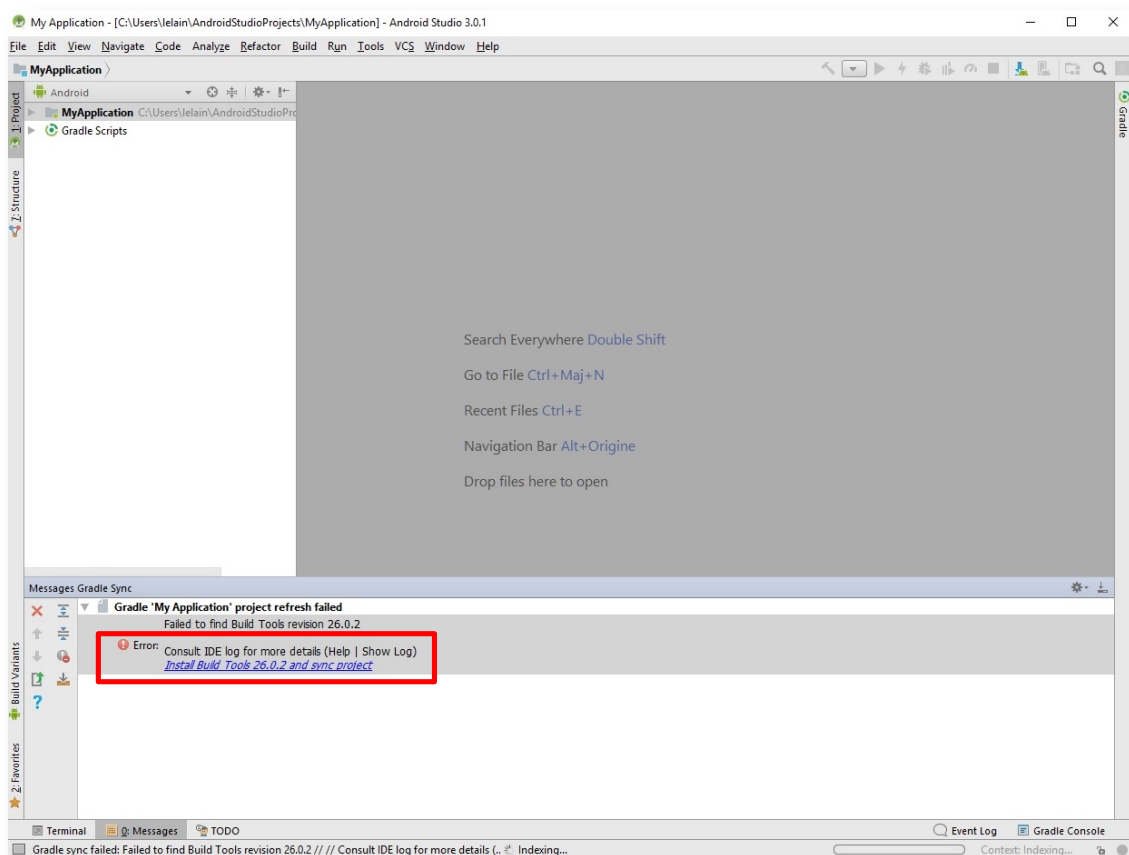 My Application - [C:\Users\lelain\AndroidStudioProjects\MyApplication] - Android Studio 3.0.1
File Edit View Navigate Code Analyze Refactor Build Run Tools VCS Window Help
MyApplication
Android
MyApplication C:\Users\lelain\AndroidStudioPro
Gradle Scripts
1: Project
7: Structure
Gradle
Search Everywhere Double Shift
Go to File Ctrl+Maj+N
Recent Files Ctrl+E
Navigation Bar Alt+Origine
Drop files here to open
Messages Gradle Sync
Gradle 'My Application' project refresh failed
Failed to find Build Tools revision 26.0.2
Error:
Consult IDE log for more details (Help | Show Log)
Install Build Tools 26.0.2 and sync project
Build Variants
2: Favorites
Terminal 0: Messages TODO Event Log Gradle Console
Gradle sync failed: Failed to find Build Tools revision 26.0.2 // // Consult IDE log for more details (.. Indexing... Context: Indexing...